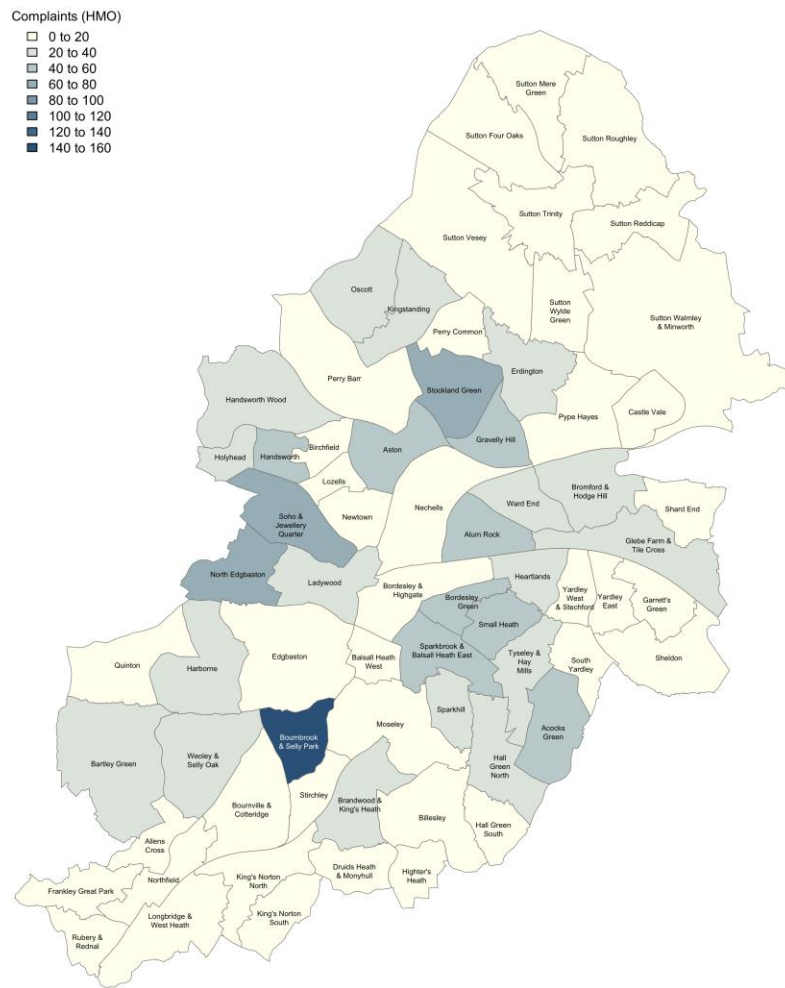 Complaints (HMO)
0 to 20
20 to 40
40 to 60
60 to 80
80 to 100
100 to 120
120 to 140
140 to 160
Sutton Mere
Green
Sutton Four Oaks
Sutton Roughley
Sutton Trinity
Sutton Reddicap
Sutton Vesey
Sutton
Wylde
Green
Sutton Walmley
& Minworth
Oscott
Kingstanding
Perry Common
Erdington
Perry Barr
Stockland Green
Handsworth Wood
Pype Hayes
Castle Vale
Gravelly Hill
Birchfield
Aston
Holyhead
Handsworth
Lozells
Bromford &
Hodge Hill
Ward End
Nechells
Shard End
Soho &
Jewellery
Quarter
Newtown
Alum Rock
Glebe Farm &
Tile Cross
North Edgbaston
Ladywood
Heartlands
Bordesley &
Highgate
Bordesley
Green
Yardley
West
& Stechford
Yardley
East
Garrett's
Green
Small Heath
Edgbaston
Balsall Heath
West
Sparkbrook &
Balsall Heath East
Tyseley &
Hay
Mills
South
Yardley
Sheldon
Quinton
Harborne
Sparkhill
Moseley
Acocks
Green
Bournbrook
& Selly Park
Bartley Green
Weoley &
Selly Oak
Hall
Green
North
Stirchley
Brandwood &
King's Heath
Bournville &
Cotteridge
Billesley
Hall Green
South
Allens
Cross
Druids Heath
& Monyhull
Highter's
Heath
Northfield
King's Norton
North
Frankley Great Park
Longbridge &
West Heath
King's Norton
South
Rubery &
Rednal